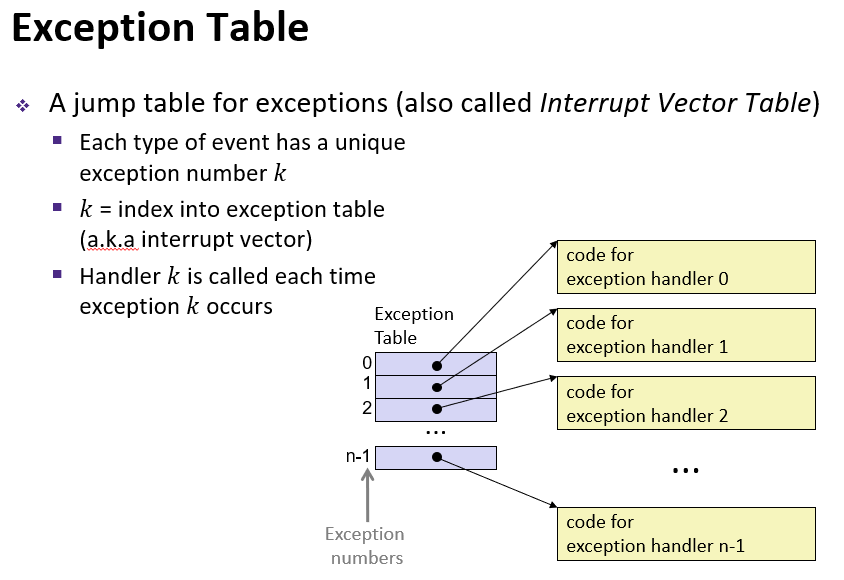 Exception Table
A jump table for exceptions (also called Interrupt Vector Table)
Each type of event has a unique
exception number k
k = index into exception table
(a.k.a interrupt vector)
Handler k is called each time
exception k occurs
Exception
Table
0
1
2
...
n-1
Exception
numbers
code for
exception handler 0
code for
exception handler 1
code for
exception handler 2
...
code for
exception handler n-1